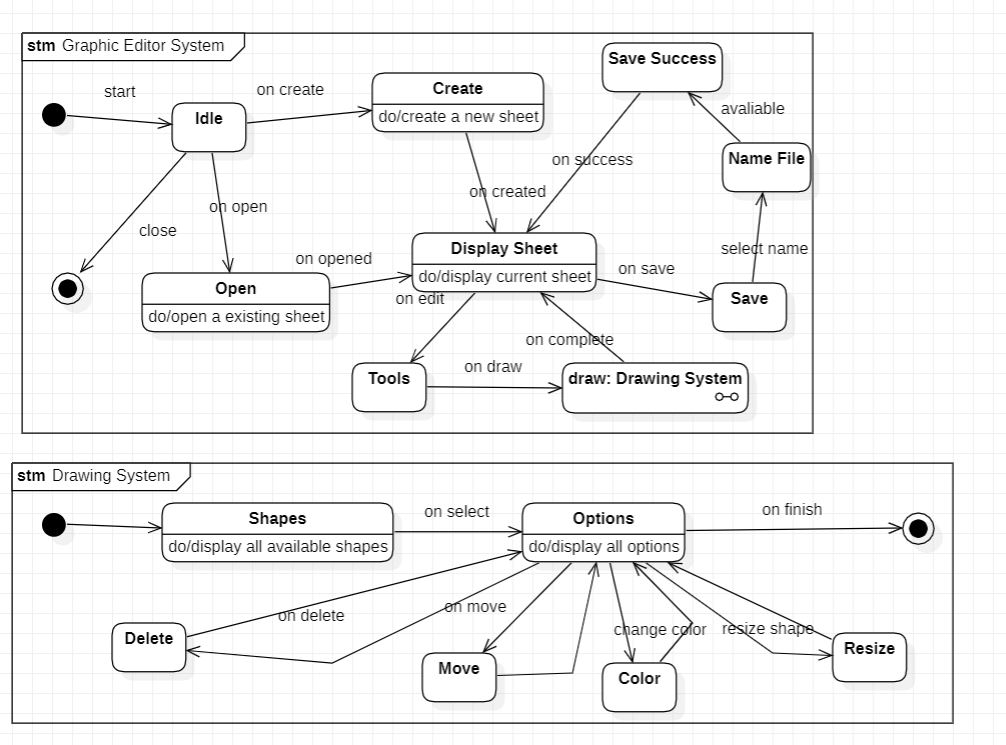 stm Graphic Editor System
Save Success
start
on create
Create
do/create a new sheet
Idle
avaliable
Name File
on success
on created
on open
close
Display Sheet
do/display current sheet
select name
on opened
on save
Open
do/open a existing sheet
on edit
Save
on complete
Tools
on draw
draw: Drawing System
stm Drawing System
Shapes
do/display all available shapes
on select
Options
do/display all options
on finish
on delete
on move
change color
resize shape
Delete
Move
Color
Resize